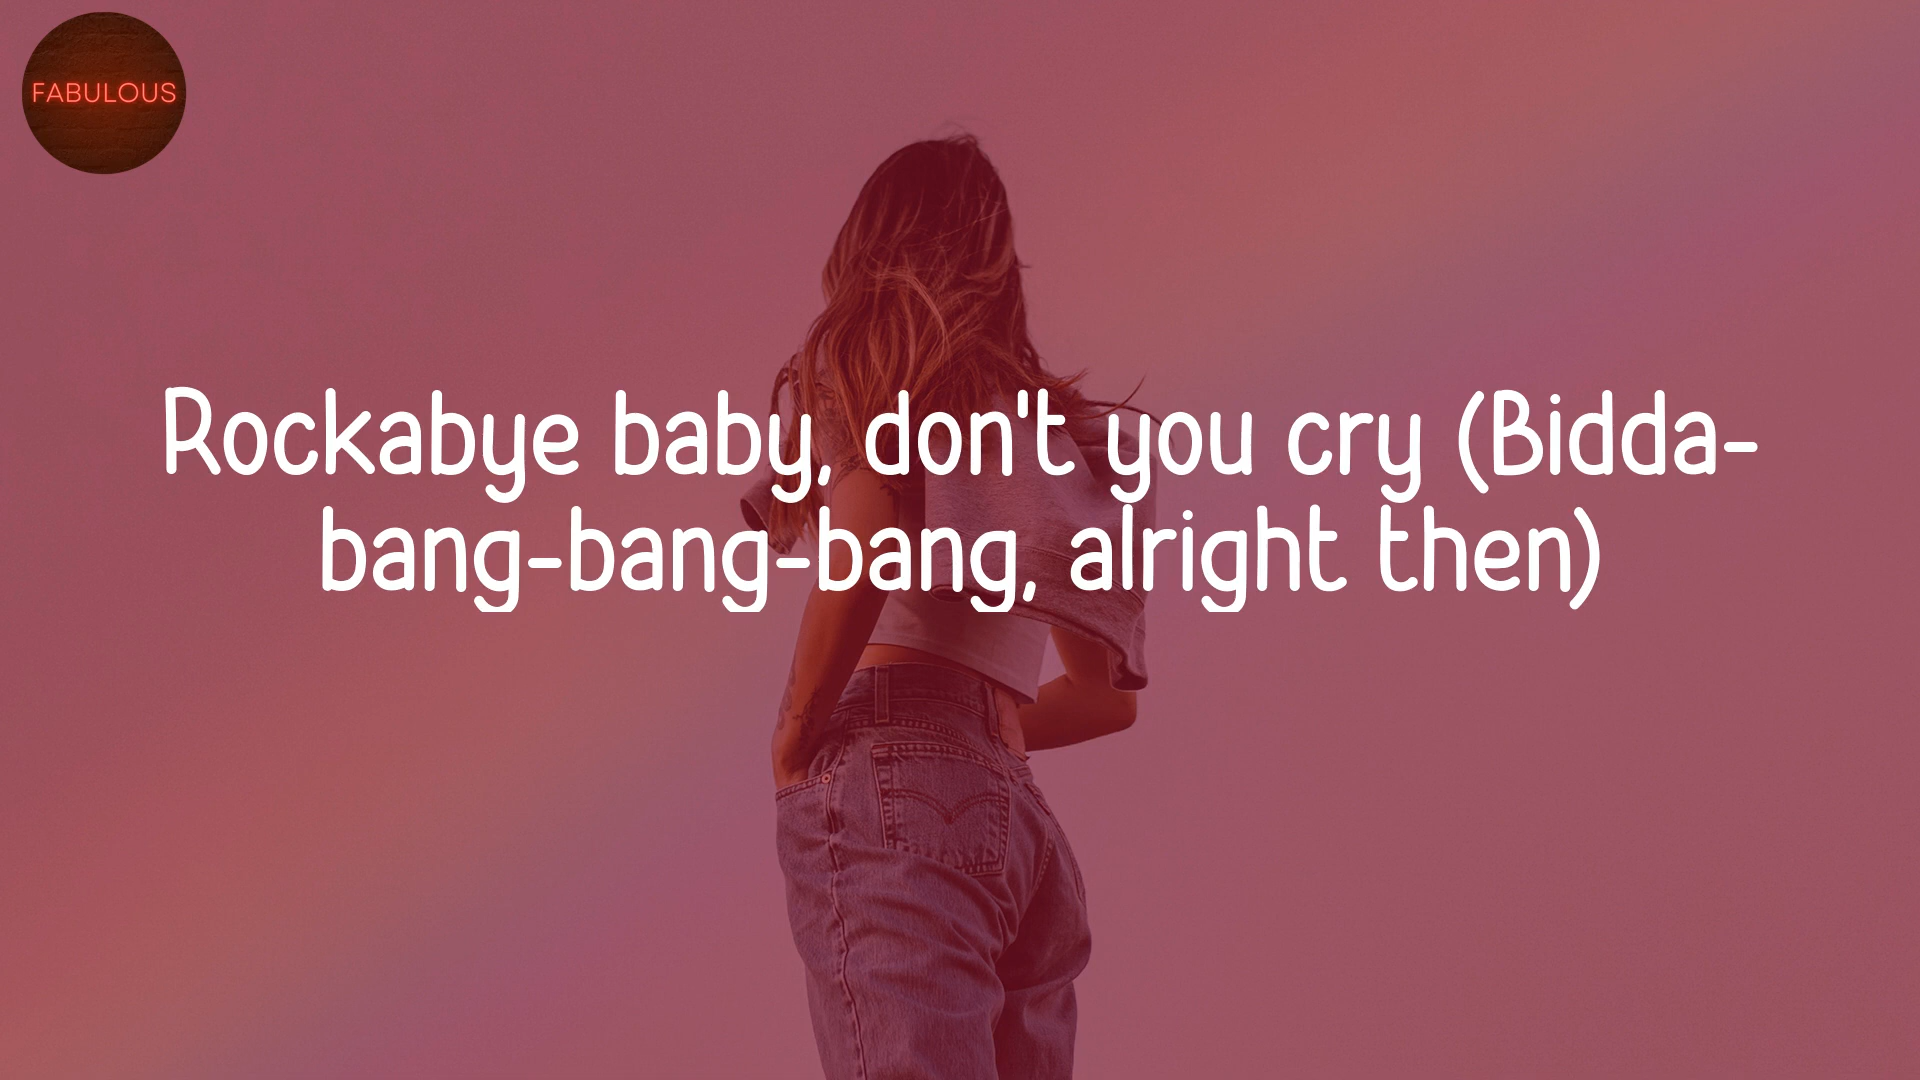 FABULOUS
Rockabye baby, don't you cry (Bidda-
bang-bang-bang, alright then)